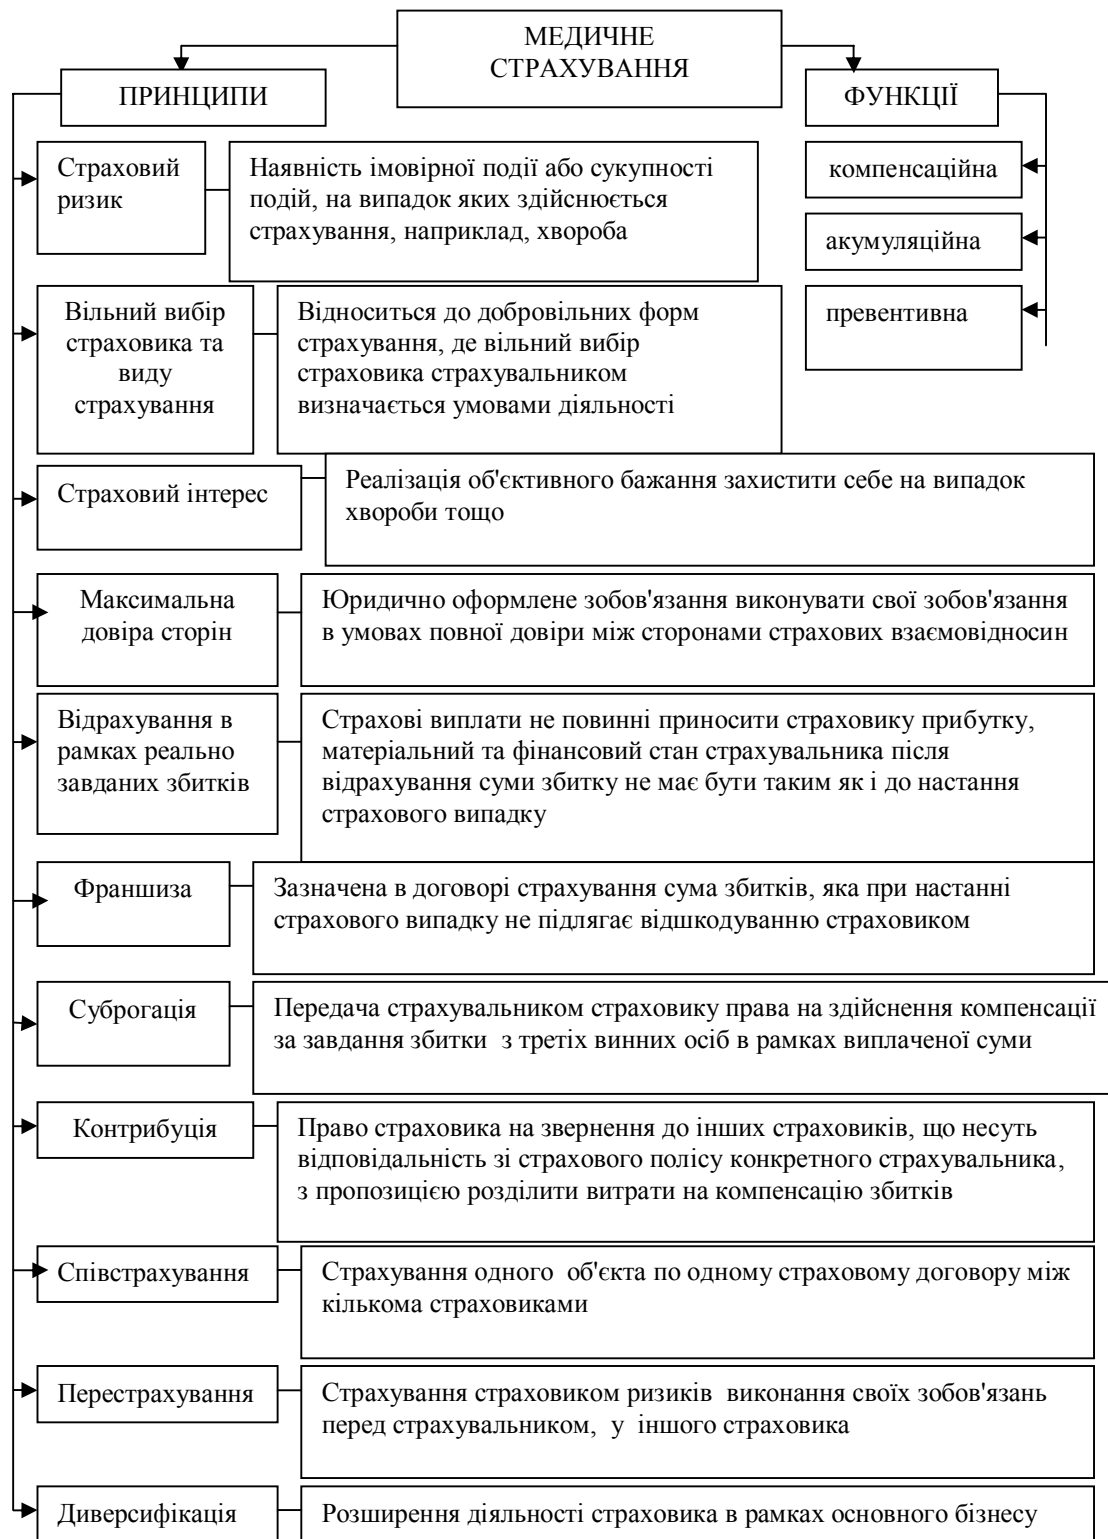 МЕДИЧНЕ
СТРАХУВАННЯ
ПРИНЦИПИ
ФУНКЦІЇ
Страховий
ризик
Наявність імовірної події або сукупності
подій, на випадок яких здійснюється
страхування, наприклад, хвороба
компенсаційна
акумуляційна
превентивна
Вільний вибір
страховика та
виду
страхування
Відноситься до добровільних форм
страхування, де вільний вибір
страховика страхувальником
визначається умовами діяльності
Страховий інтерес
Реалізація об'єктивного бажання захистити себе на випадок
хвороби тощо
Максимальна
довіра сторін
Юридично оформлене зобов'язання виконувати свої зобов'язання
в умовах повної довіри між сторонами страхових взаємовідносин
Відрахування в
рамках реально
завданих збитків
Страхові виплати не повинні приносити страховику прибутку,
матеріальний та фінансовий стан страхувальника після
відрахування суми збитку не має бути таким як і до настання
страхового випадку
Франшиза
Зазначена в договорі страхування сума збитків, яка при настанні
страхового випадку не підлягає відшкодуванню страховиком
Суброгація
Передача страхувальником страховику права на здійснення компенсації
за завдання збитки з третіх винних осіб в рамках виплаченої суми
Контрибуція
Право страховика на звернення до інших страховиків, що несуть
відповідальність зі страхового полісу конкретного страхувальника,
з пропозицією розділити витрати на компенсацію збитків
Співстрахування
Страхування одного об'єкта по одному страховому договору між
кількома страховиками
Перестрахування
Страхування страховиком ризиків виконання своїх зобов'язань
перед страхувальником, у іншого страховика
Диверсифікація
Розширення діяльності страховика в рамках основного бізнесу